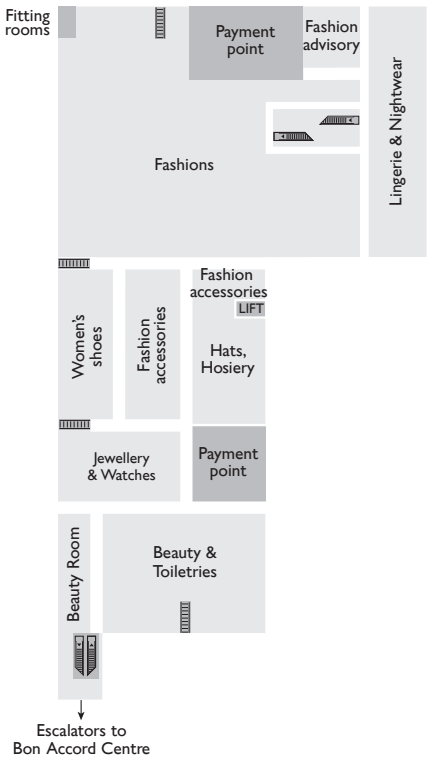 Fitting
rooms
Payment
point
Fashion
advisory
Lingerie & Nightwear
Fashions
Women's
shoes
Fashion
accessories
Fashion
accessories
LIFT
Hats,
Hosiery
Jewellery
& Watches
Payment
point
Beauty Room
Beauty &
Toiletries
Escalators to
Bon Accord Centre